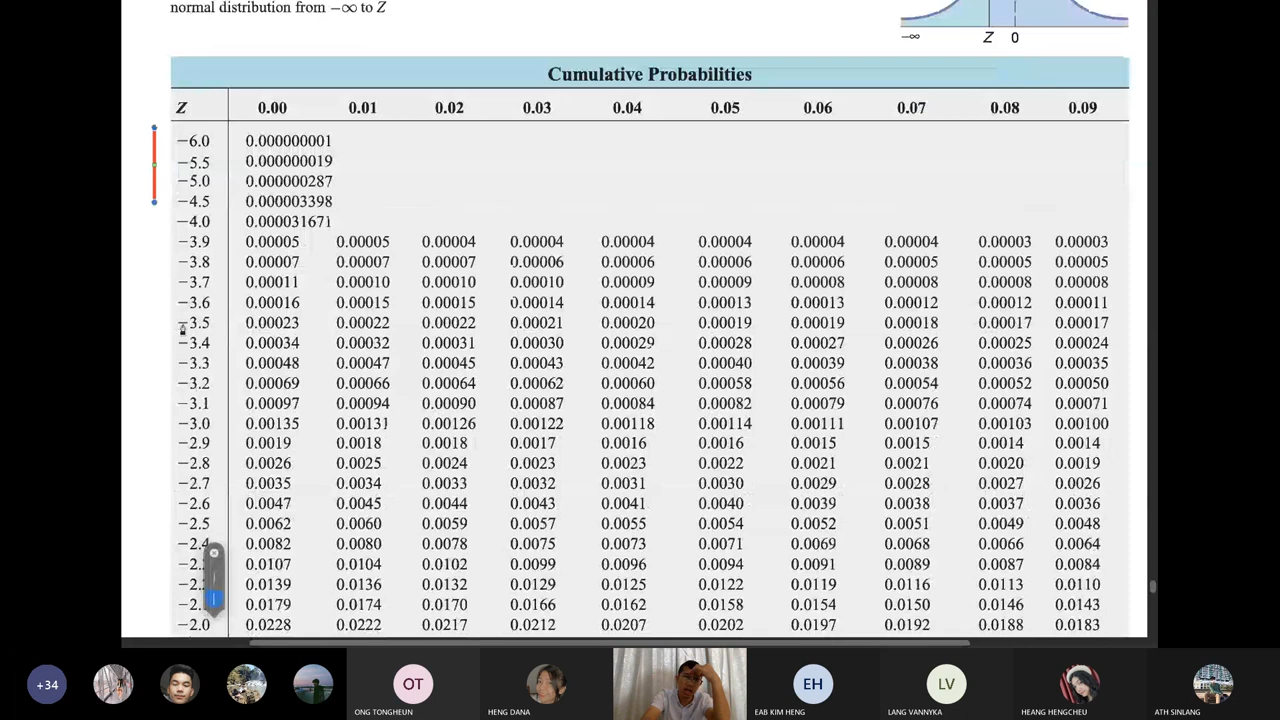 normal distribution from −∞ to Z
−∞ Z 0
Cumulative Probabilities
Z 0.00 0.01 0.02 0.03 0.04 0.05 0.06 0.07 0.08 0.09
−6.0 0.000000001
−5.5 0.000000019
−5.0 0.000000287
−4.5 0.000003398
−4.0 0.000031671
−3.9 0.00005 0.00005 0.00004 0.00004 0.00004 0.00004 0.00004 0.00004 0.00003 0.00003
−3.8 0.00007 0.00007 0.00007 0.00006 0.00006 0.00006 0.00006 0.00005 0.00005 0.00005
−3.7 0.00011 0.00010 0.00010 0.00010 0.00009 0.00009 0.00008 0.00008 0.00008 0.00008
−3.6 0.00016 0.00015 0.00015 0.00014 0.00014 0.00013 0.00013 0.00012 0.00012 0.00011
−3.5 0.00023 0.00022 0.00022 0.00021 0.00020 0.00019 0.00019 0.00018 0.00017 0.00017
−3.4 0.00034 0.00032 0.00031 0.00030 0.00029 0.00028 0.00027 0.00026 0.00025 0.00024
−3.3 0.00048 0.00047 0.00045 0.00043 0.00042 0.00040 0.00039 0.00038 0.00036 0.00035
−3.2 0.00069 0.00066 0.00064 0.00062 0.00060 0.00058 0.00056 0.00054 0.00052 0.00050
−3.1 0.00097 0.00094 0.00090 0.00087 0.00084 0.00082 0.00079 0.00076 0.00074 0.00071
−3.0 0.00135 0.00131 0.00126 0.00122 0.00118 0.00114 0.00111 0.00107 0.00103 0.00100
−2.9 0.0019 0.0018 0.0018 0.0017 0.0016 0.0016 0.0015 0.0015 0.0014 0.0014
−2.8 0.0026 0.0025 0.0024 0.0023 0.0023 0.0022 0.0021 0.0021 0.0020 0.0019
−2.7 0.0035 0.0034 0.0033 0.0032 0.0031 0.0030 0.0029 0.0028 0.0027 0.0026
−2.6 0.0047 0.0045 0.0044 0.0043 0.0041 0.0040 0.0039 0.0038 0.0037 0.0036
−2.5 0.0062 0.0060 0.0059 0.0057 0.0055 0.0054 0.0052 0.0051 0.0049 0.0048
−2.4 0.0082 0.0080 0.0078 0.0075 0.0073 0.0071 0.0069 0.0068 0.0066 0.0064
0.0107 0.0104 0.0102 0.0099 0.0096 0.0094 0.0091 0.0089 0.0087 0.0084
0.0139 0.0136 0.0132 0.0129 0.0125 0.0122 0.0119 0.0116 0.0113 0.0110
0.0179 0.0174 0.0170 0.0166 0.0162 0.0158 0.0154 0.0150 0.0146 0.0143
−2.0 0.0228 0.0222 0.0217 0.0212 0.0207 0.0202 0.0197 0.0192 0.0188 0.0183
+34 OT EH LV
ONG TONGHEUN HENG DANA EAB KIM HENG LANG VANNYKA HEANG HENGCHEU ATH SINLANG